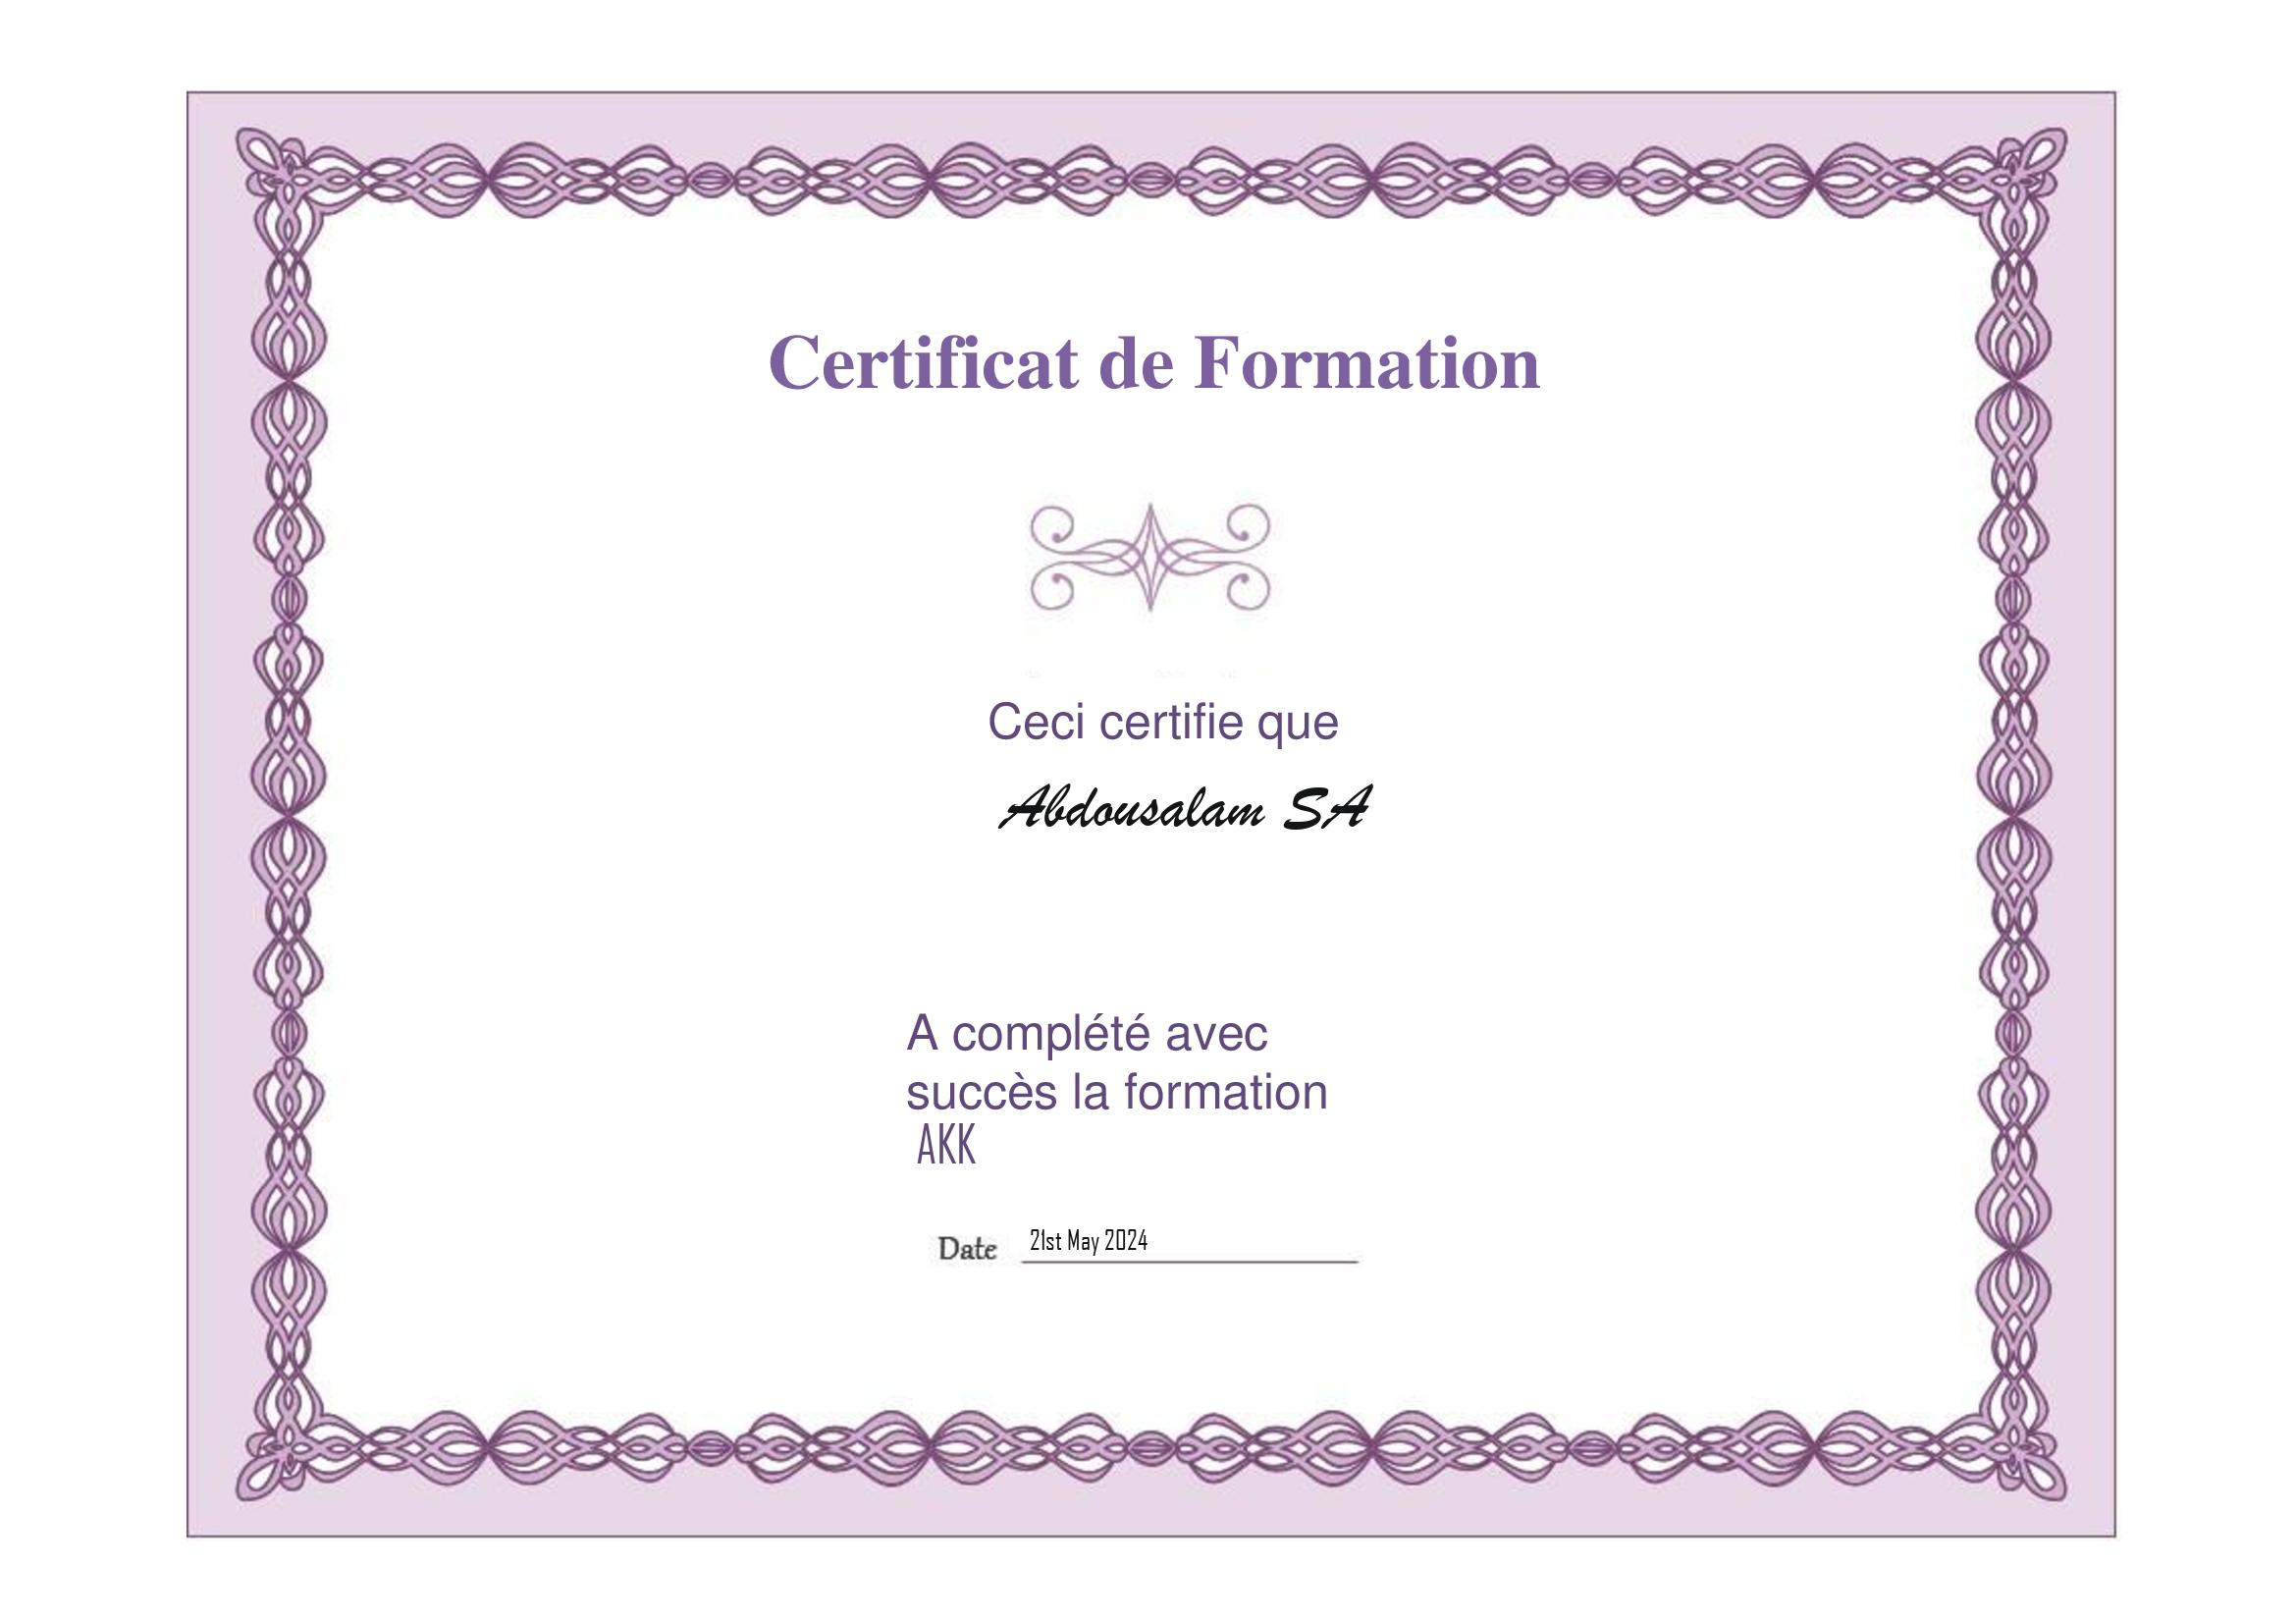 Certificat de Formation
Ceci certifie que
Abdousalam SA
A complété avec
succès la formation
AKK
Date 21st May 2024